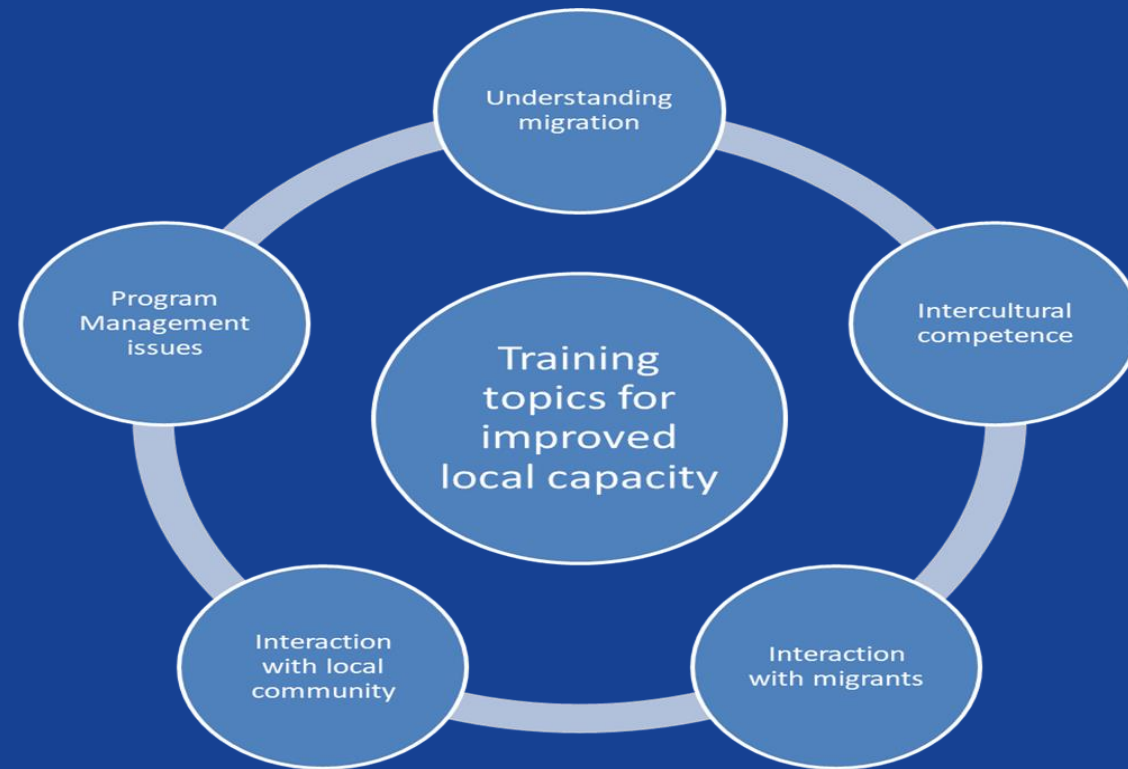 Understanding
migration
Intercultural
competence
Interaction
with migrants
Interaction
with local
community
Program
Management
issues
Training
topics for
improved
local capacity